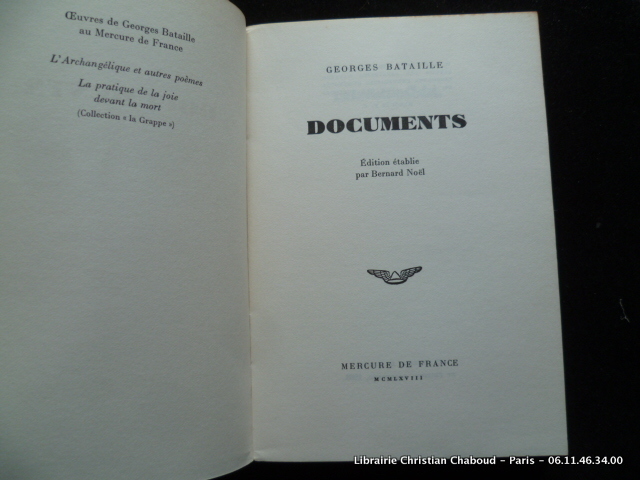 Œuvres de Georges Bataille
au Mercure de France
L'Archangélique et autres poèmes
La pratique de la joie
devant la mort
(Collection « la Grappe »)
GEORGES BATAILLE
DOCUMENTS
Édition établie
par Bernard Noël
MERCURE DE FRANCE
MCMLXVIII
Librairie Christian Chaboud - Paris - 06.11.46.34.00